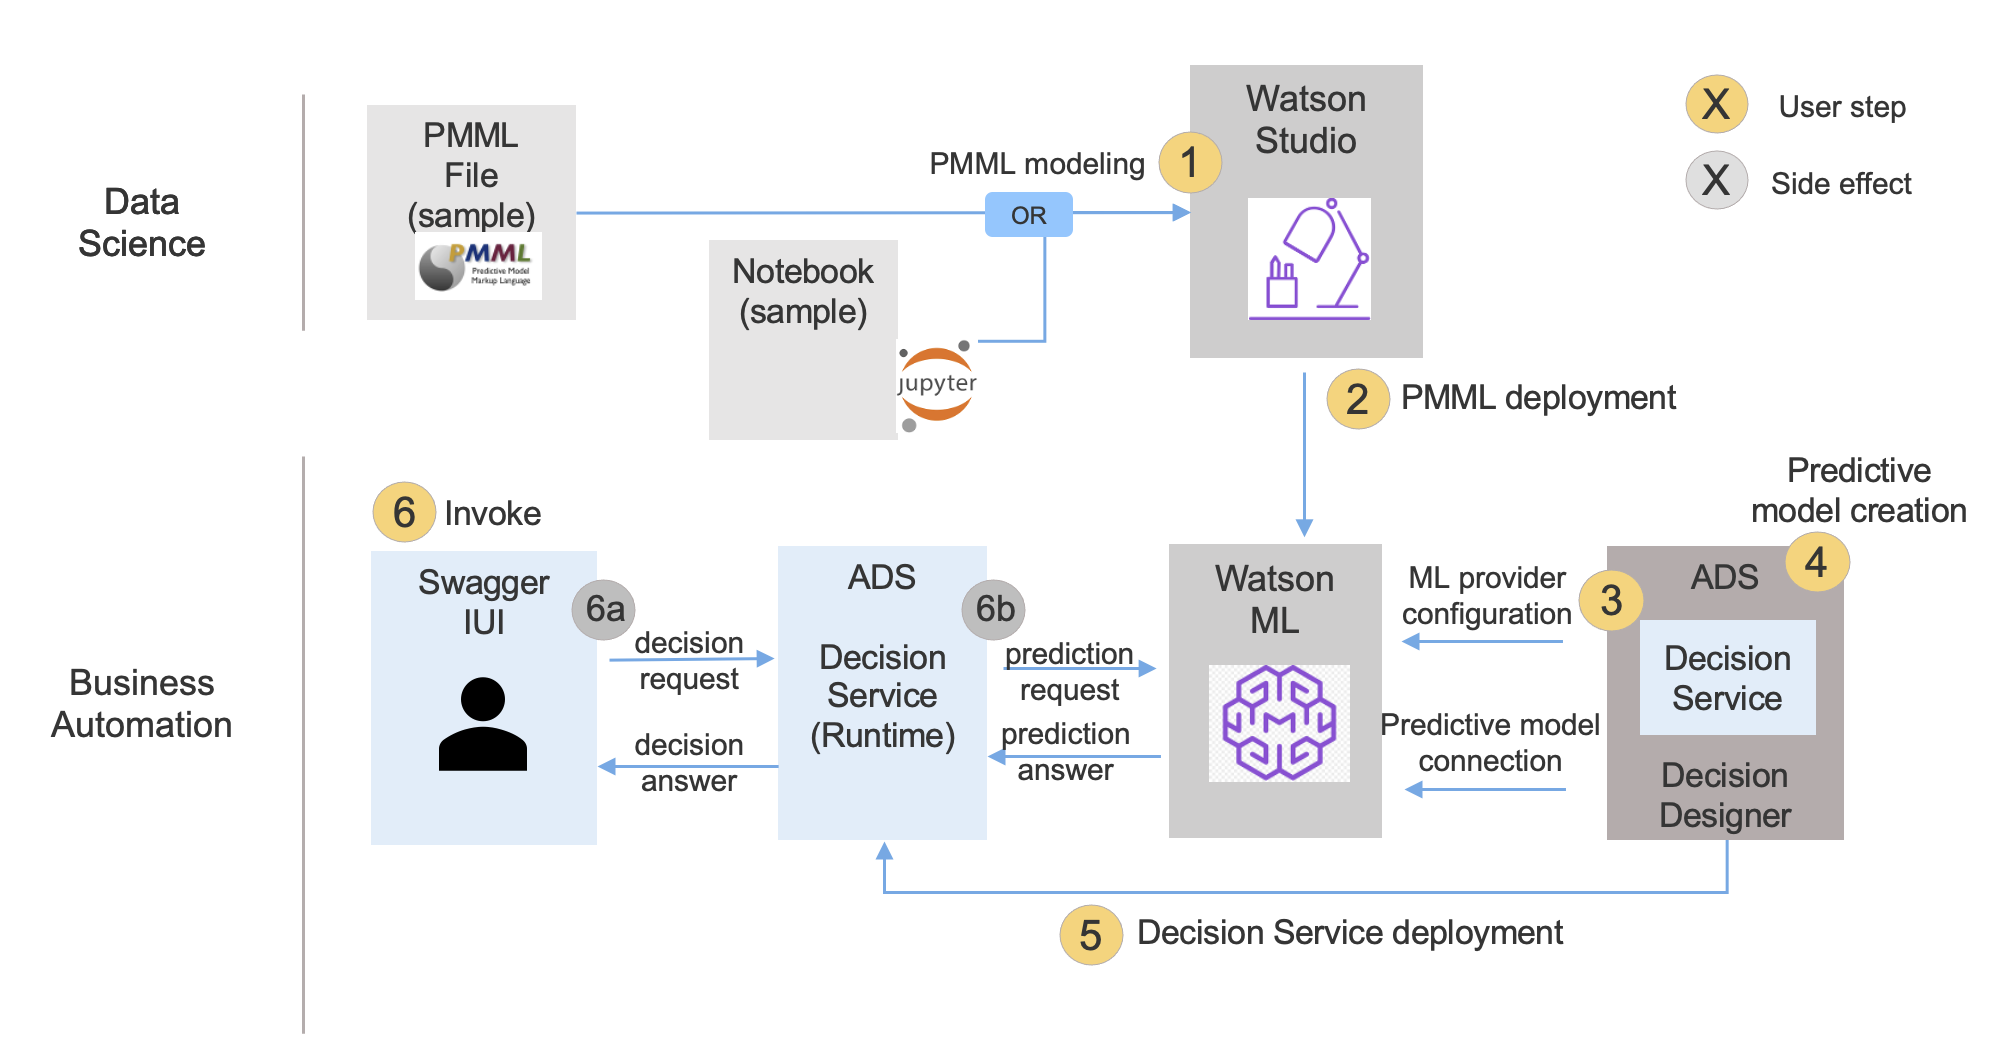 Data
Science
PMML
File
(sample)
PMML
Predictive Model
Markup Language
Notebook
(sample)
jupyter
PMML modeling
1
OR
Watson
Studio
X
User step
X
Side effect
2
PMML deployment
Business
Automation
6
Invoke
Swagger
IUI
6a
decision
request
decision
answer
ADS
Decision
Service
(Runtime)
6b
prediction
request
prediction
answer
Watson
ML
ML provider
configuration
Predictive model
connection
3
Predictive
model creation
4
ADS
Decision
Service
Decision
Designer
5
Decision Service deployment